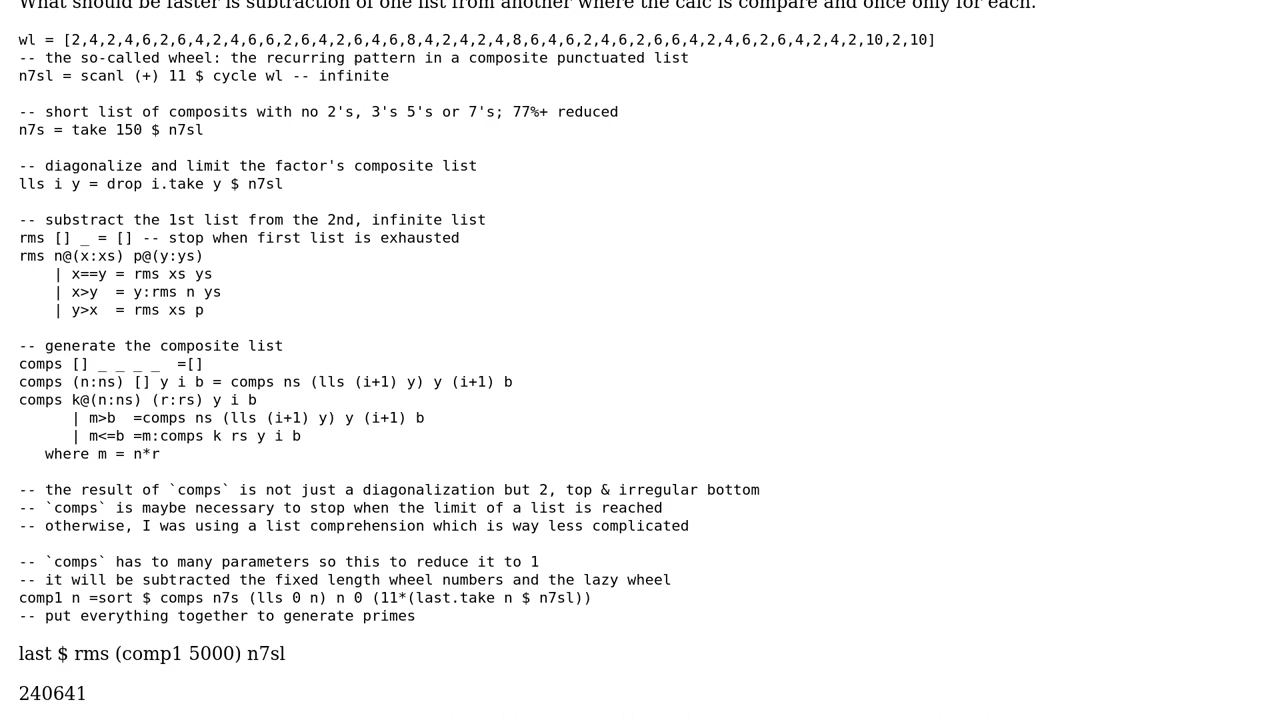 What should be faster is subtraction of one list from another where the calc is compare and once only for each.
wl = [2,4,2,4,6,2,6,4,2,4,6,6,2,6,4,2,6,4,6,8,4,2,4,2,4,8,6,4,6,2,4,6,2,6,6,4,2,4,6,2,6,4,2,4,2,10,2,10]
-- the so-called wheel: the recurring pattern in a composite punctuated list
n7sl = scanl (+) 11 $ cycle wl -- infinite
-- short list of composits with no 2's, 3's 5's or 7's; 77%+ reduced
n7s = take 150 $ n7sl
-- diagonalize and limit the factor's composite list
lls i y = drop i.take y $ n7sl
-- substract the 1st list from the 2nd, infinite list
rms [] _ = [] -- stop when first list is exhausted
rms n@(x:xs) p@(y:ys)
    | x==y = rms xs ys
    | x>y  = y:rms n ys
    | y>x  = rms xs p
-- generate the composite list
comps [] _ _ _ _  =[]
comps (n:ns) [] y i b = comps ns (lls (i+1) y) y (i+1) b
comps k@(n:ns) (r:rs) y i b
      | m>b  =comps ns (lls (i+1) y) y (i+1) b
      | m<=b =m:comps k rs y i b
   where m = n*r
-- the result of `comps` is not just a diagonalization but 2, top & irregular bottom
-- `comps` is maybe necessary to stop when the limit of a list is reached
-- otherwise, I was using a list comprehension which is way less complicated
-- `comps` has to many parameters so this to reduce it to 1
-- it will be subtracted the fixed length wheel numbers and the lazy wheel
comp1 n =sort $ comps n7s (lls 0 n) n 0 (11*(last.take n $ n7sl))
-- put everything together to generate primes
last $ rms (comp1 5000) n7sl
240641